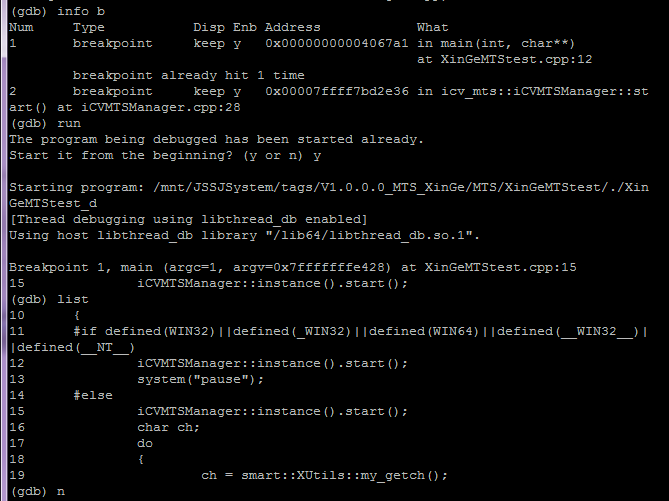 (gdb) info b
Num     Type           Disp Enb Address            What
1       breakpoint     keep y   0x00000000004067a1 in main(int, char**)
                                                   at XinGeMTStest.cpp:12
        breakpoint already hit 1 time
2       breakpoint     keep y   0x00007ffff7bd2e36 in icv_mts::iCVMTSManager::st
art() at iCVMTSManager.cpp:28
(gdb) run
The program being debugged has been started already.
Start it from the beginning? (y or n) y
Starting program: /mnt/JSSJSystem/tags/V1.0.0.0_MTS_XinGe/MTS/XinGeMTStest/./Xin
GeMTStest_d
[Thread debugging using libthread_db enabled]
Using host libthread_db library "/lib64/libthread_db.so.1".
Breakpoint 1, main (argc=1, argv=0x7fffffffe428) at XinGeMTStest.cpp:15
15              iCVMTSManager::instance().start();
(gdb) list
10      {
11      #if defined(WIN32)||defined(_WIN32)||defined(WIN64)||defined(__WIN32__)|
|defined(__NT__)
12              iCVMTSManager::instance().start();
13              system("pause");
14      #else
15              iCVMTSManager::instance().start();
16              char ch;
17              do
18              {
19                      ch = smart::XUtils::my_getch();
(gdb) n